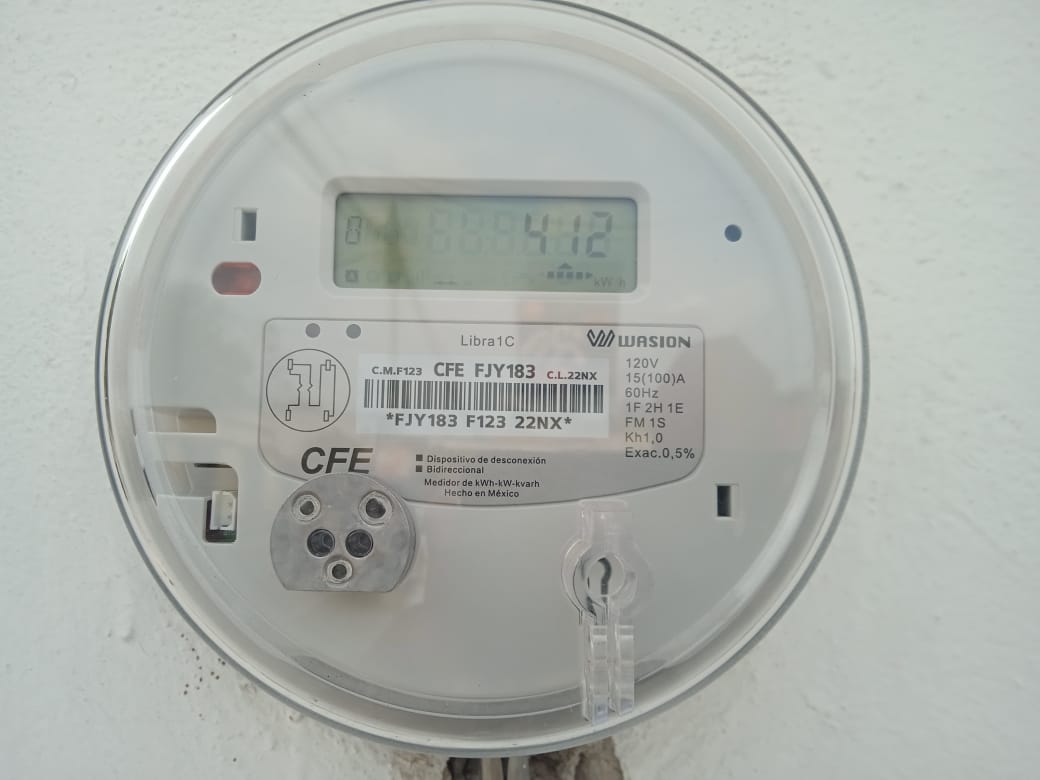 412
kW h
Libra1C
WASION
C.M.F123 CFE FJY183 C.L.22NX
*FJY183 F123 22NX*
120V
15(100)A
60Hz
1F 2H 1E
FM 1S
Kh1,0
Exac.0,5%
CFE
Dispositivo de desconexión
Bidireccional
Medidor de kWh-kW-kvarh
Hecho en México